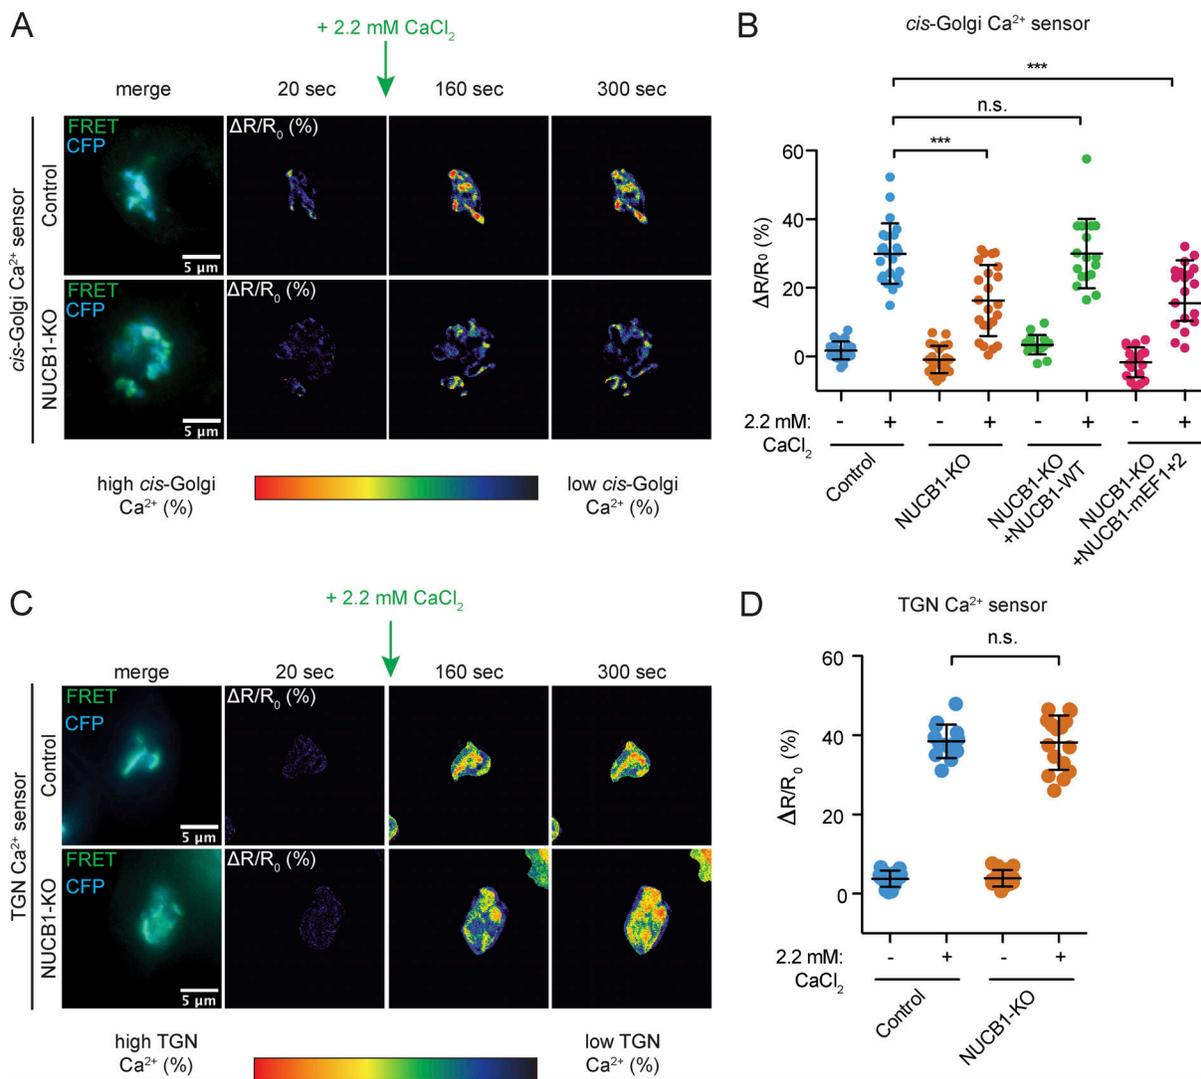 A
+ 2.2 mM CaCl₂
merge
20 sec
160 sec
300 sec
cis-Golgi Ca²⁺ sensor
Control
FRET
CFP
5 µm
ΔR/R₀ (%)
NUCB1-KO
FRET
CFP
5 µm
ΔR/R₀ (%)
high cis-Golgi
Ca²⁺ (%)
low cis-Golgi
Ca²⁺ (%)
B
cis-Golgi Ca²⁺ sensor
***
n.s.
***
ΔR/R₀ (%)
60
40
20
0
2.2 mM:
CaCl₂
- + - + - + - +
Control
NUCB1-KO
NUCB1-KO
+NUCB1-WT
NUCB1-KO
+NUCB1-mEF1+2
C
+ 2.2 mM CaCl₂
merge
20 sec
160 sec
300 sec
TGN Ca²⁺ sensor
Control
FRET
CFP
5 µm
ΔR/R₀ (%)
NUCB1-KO
FRET
CFP
5 µm
ΔR/R₀ (%)
high TGN
Ca²⁺ (%)
low TGN
Ca²⁺ (%)
D
TGN Ca²⁺ sensor
n.s.
ΔR/R₀ (%)
60
40
20
0
2.2 mM:
CaCl₂
- + - +
Control
NUCB1-KO